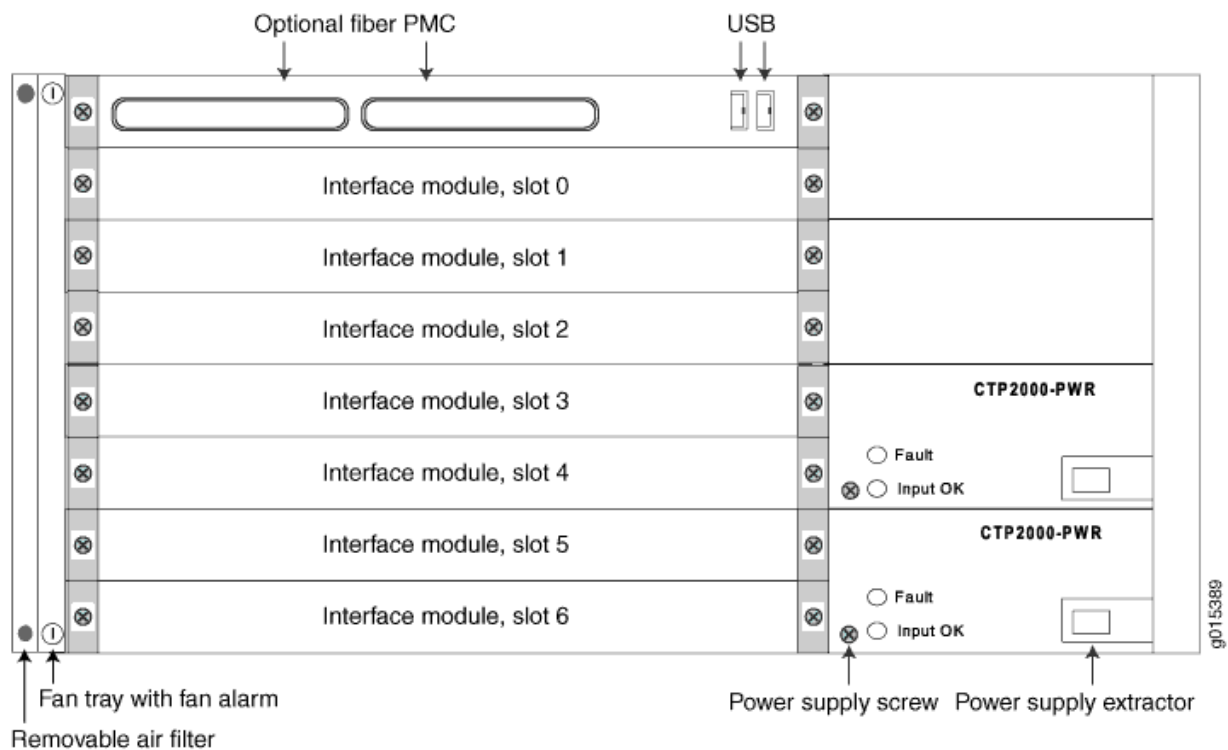 Optional fiber PMC
USB
Interface module, slot 0
Interface module, slot 1
Interface module, slot 2
Interface module, slot 3
CTP2000-PWR
Fault
Interface module, slot 4
Input OK
CTP2000-PWR
Interface module, slot 5
Fault
Interface module, slot 6
Input OK
g015389
Fan tray with fan alarm
Power supply screw
Power supply extractor
Removable air filter